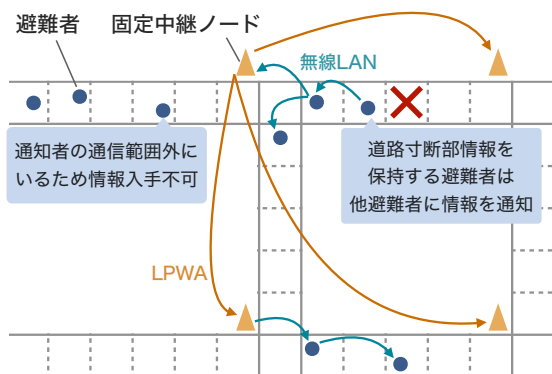 避難者
固定中継ノード
無線LAN
通知者の通信範囲外に
いるため情報入手不可
道路寸断部情報を
保持する避難者は
他避難者に情報を通知
LPWA